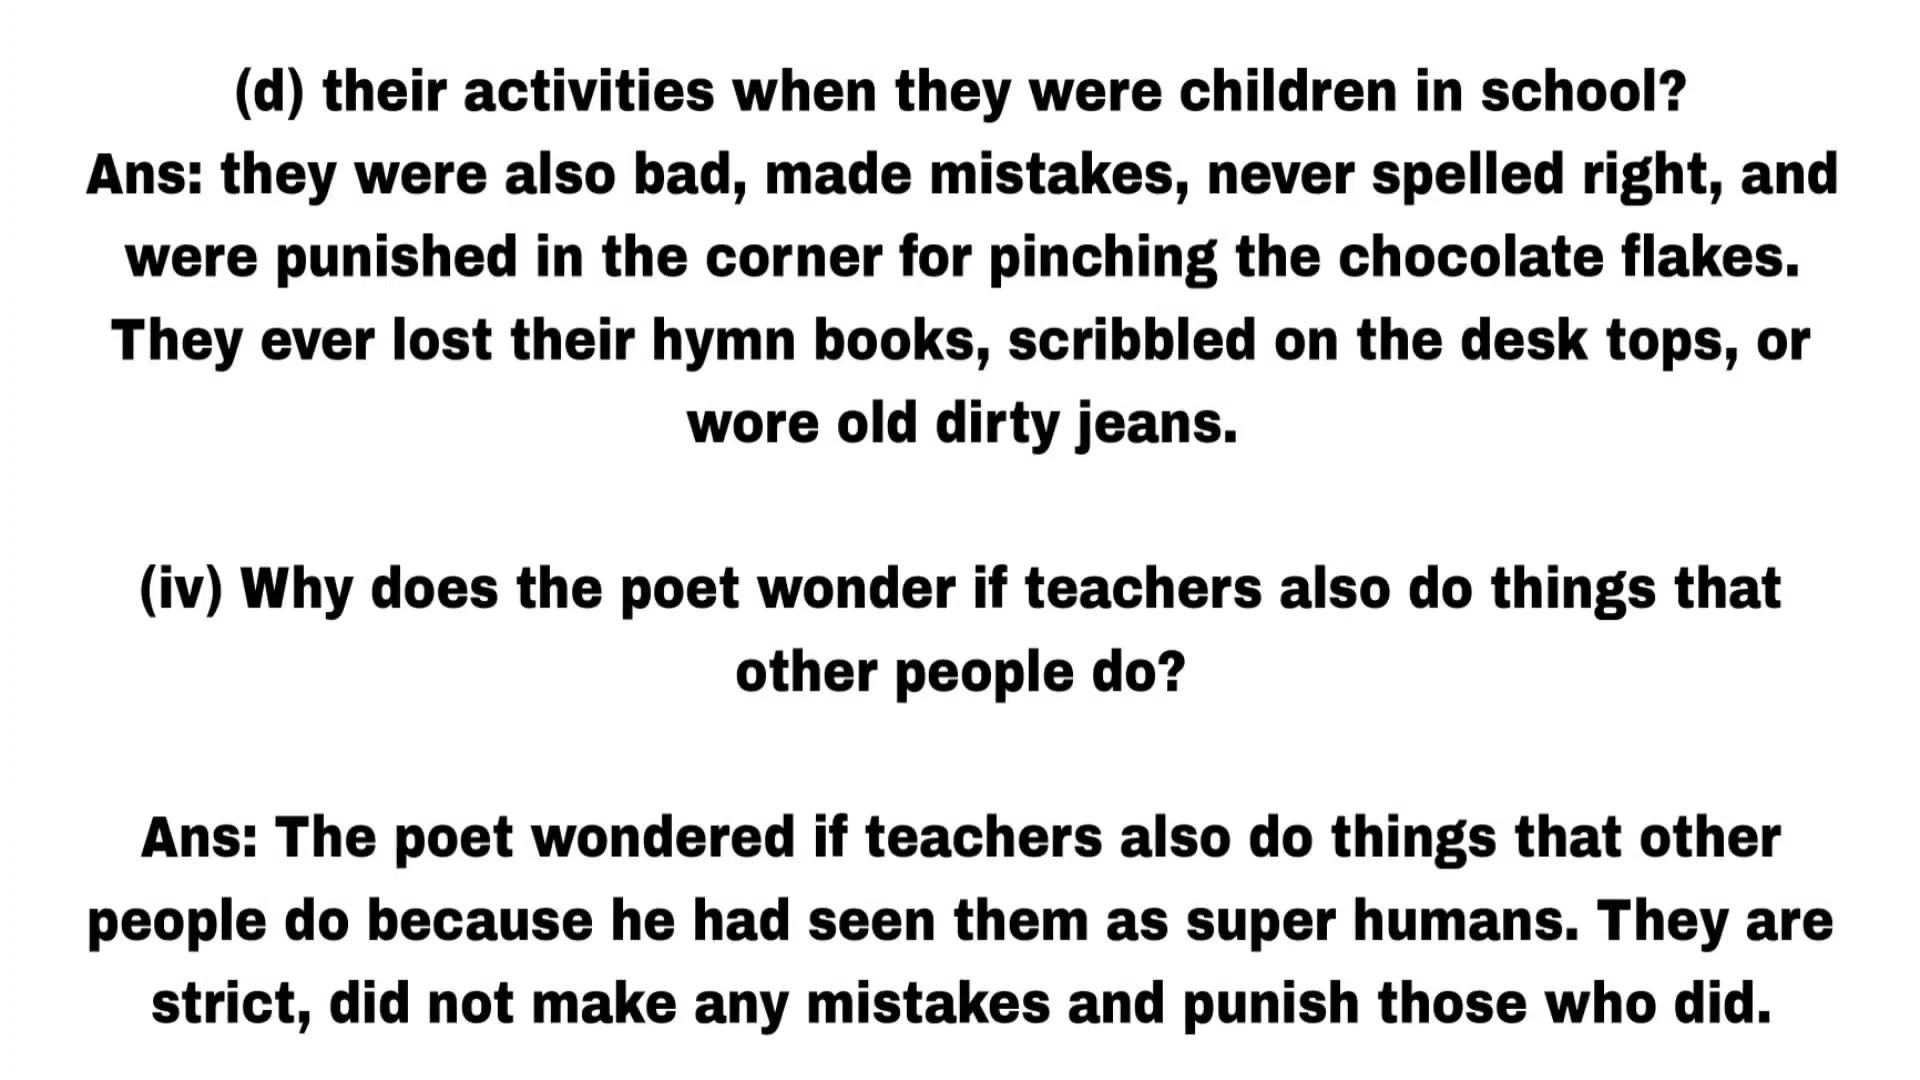 (d) their activities when they were children in school?
Ans: they were also bad, made mistakes, never spelled right, and
were punished in the corner for pinching the chocolate flakes.
They ever lost their hymn books, scribbled on the desk tops, or
wore old dirty jeans.
(iv) Why does the poet wonder if teachers also do things that
other people do?
Ans: The poet wondered if teachers also do things that other
people do because he had seen them as super humans. They are
strict, did not make any mistakes and punish those who did.